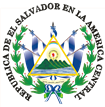 REPUBLICA DE EL SALVADOR EN LA AMERICA CENTRAL